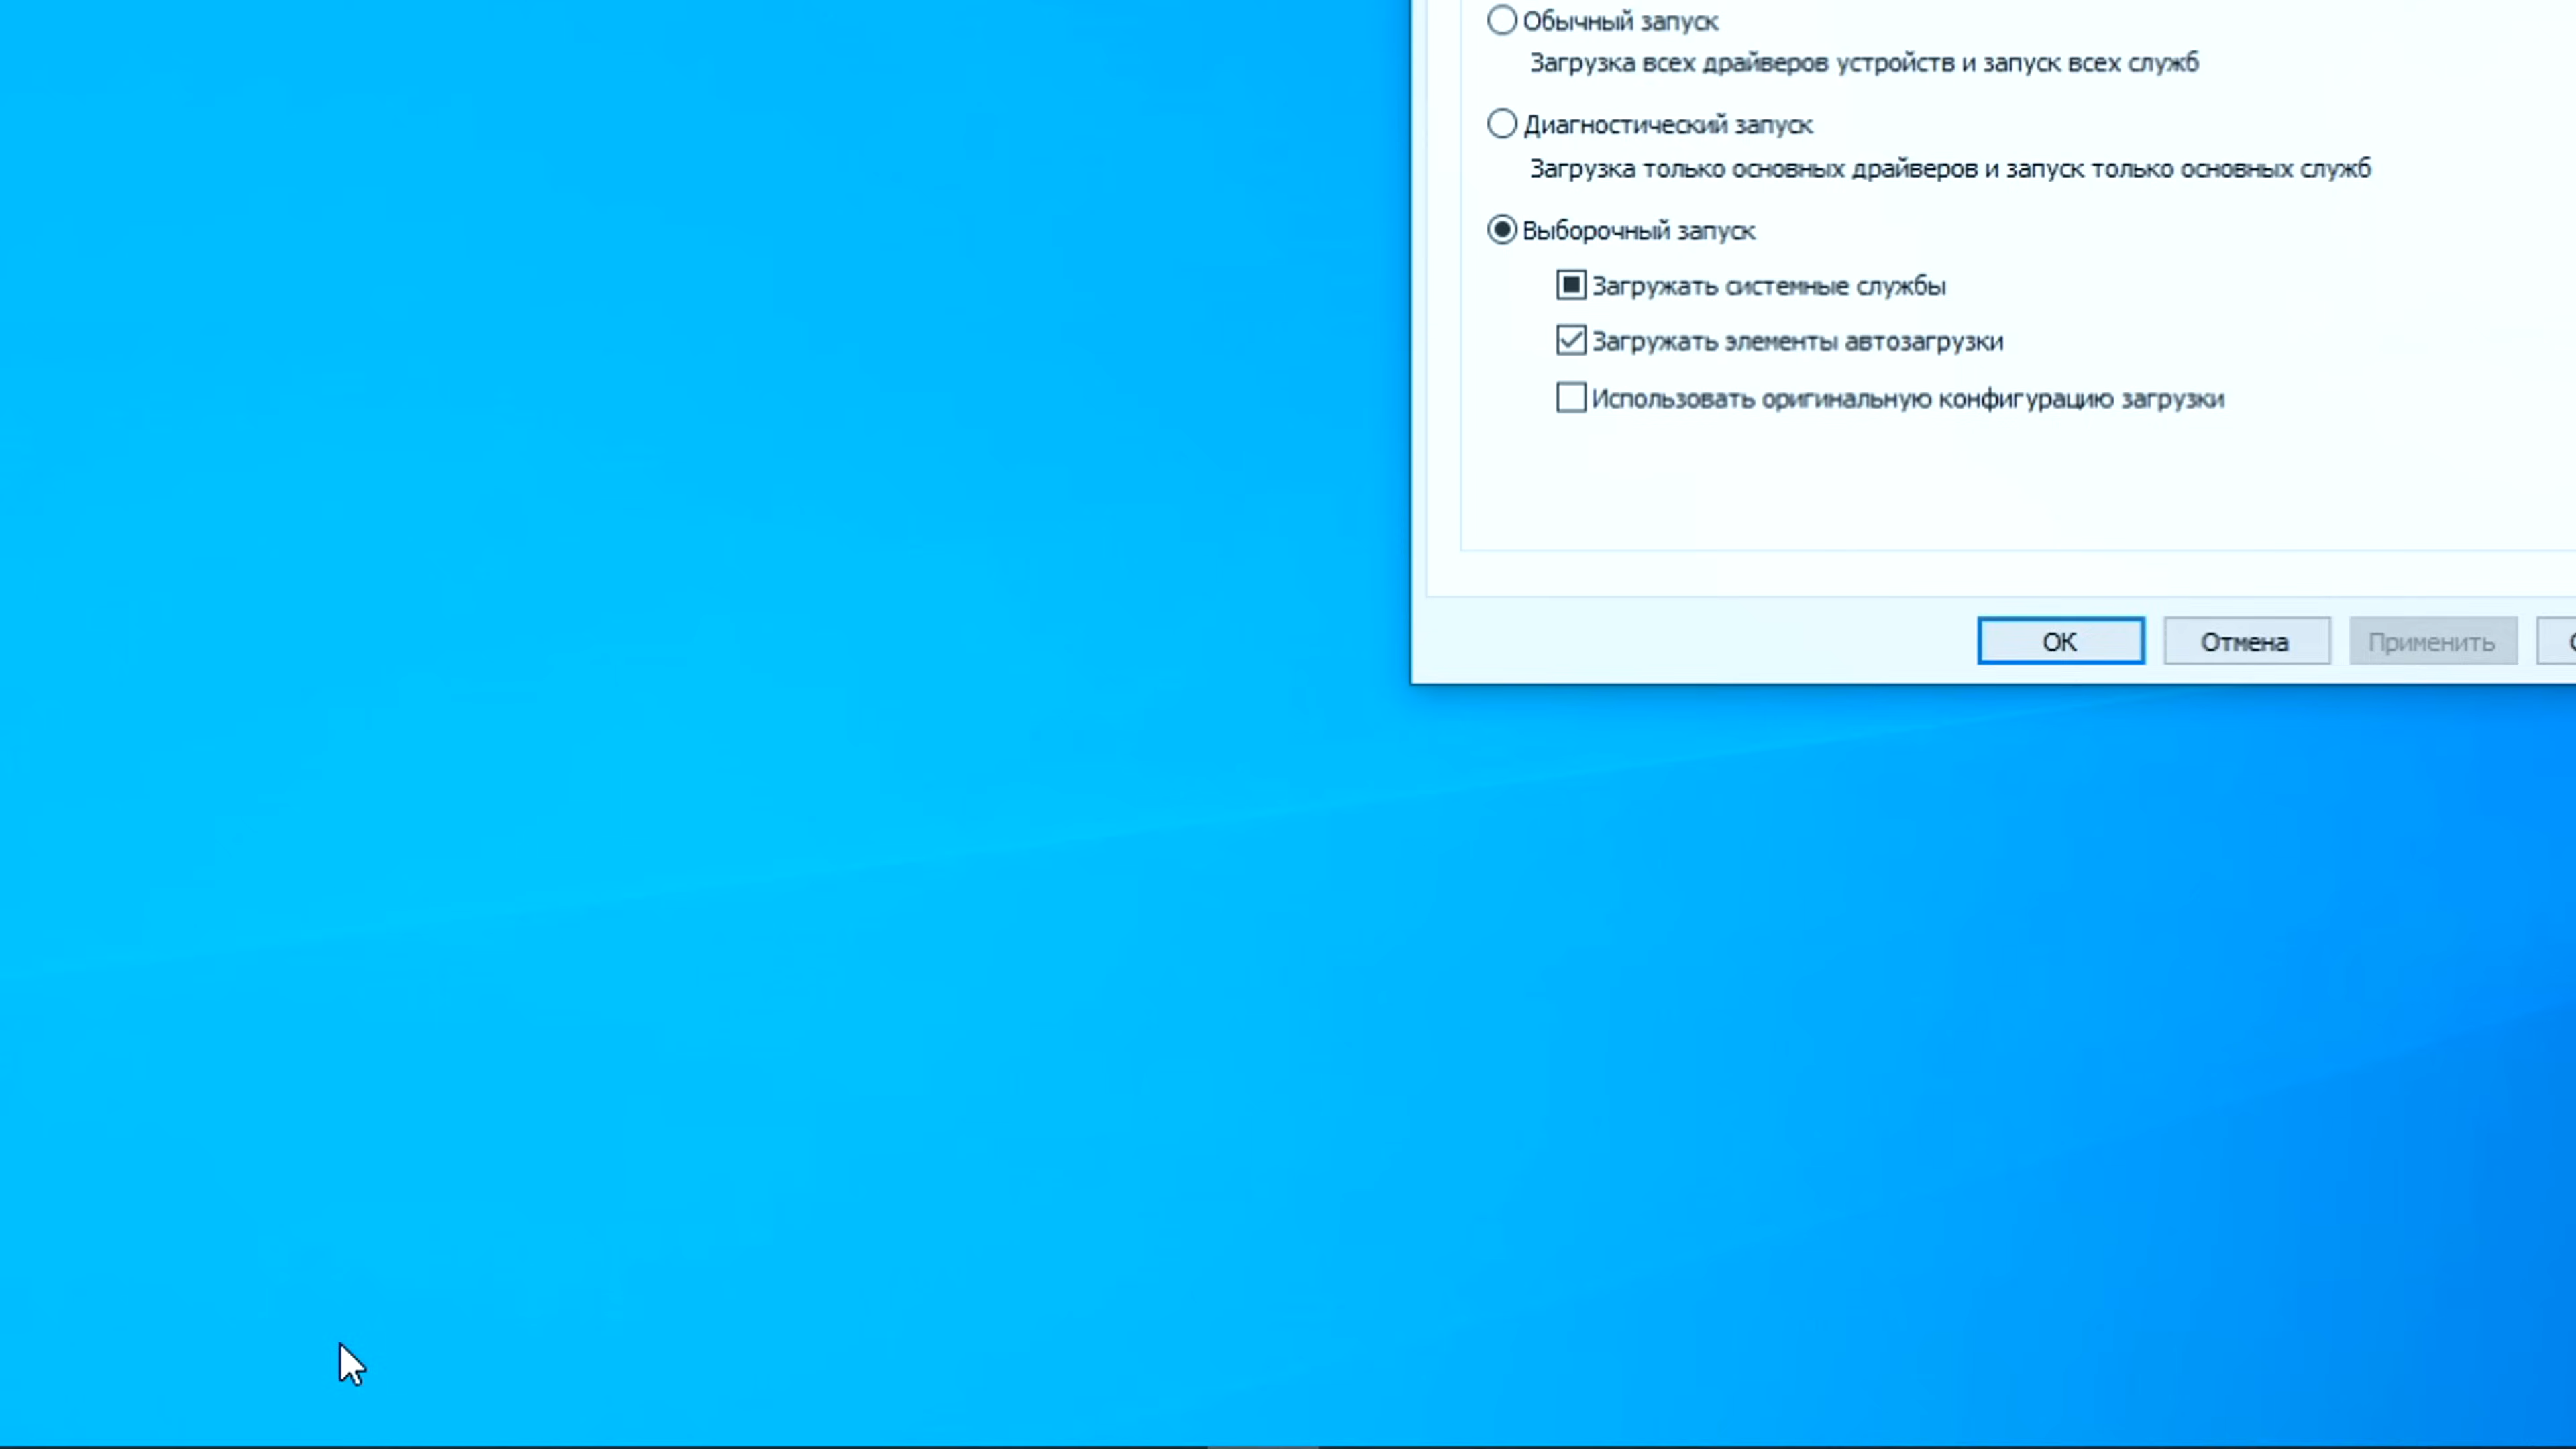 Обычный запуск
Загрузка всех драйверов устройств и запуск всех служб
Диагностический запуск
Загрузка только основных драйверов и запуск только основных служб
Выборочный запуск
Загружать системные службы
Загружать элементы автозагрузки
Использовать оригинальную конфигурацию загрузки
ОК
Отмена
Применить